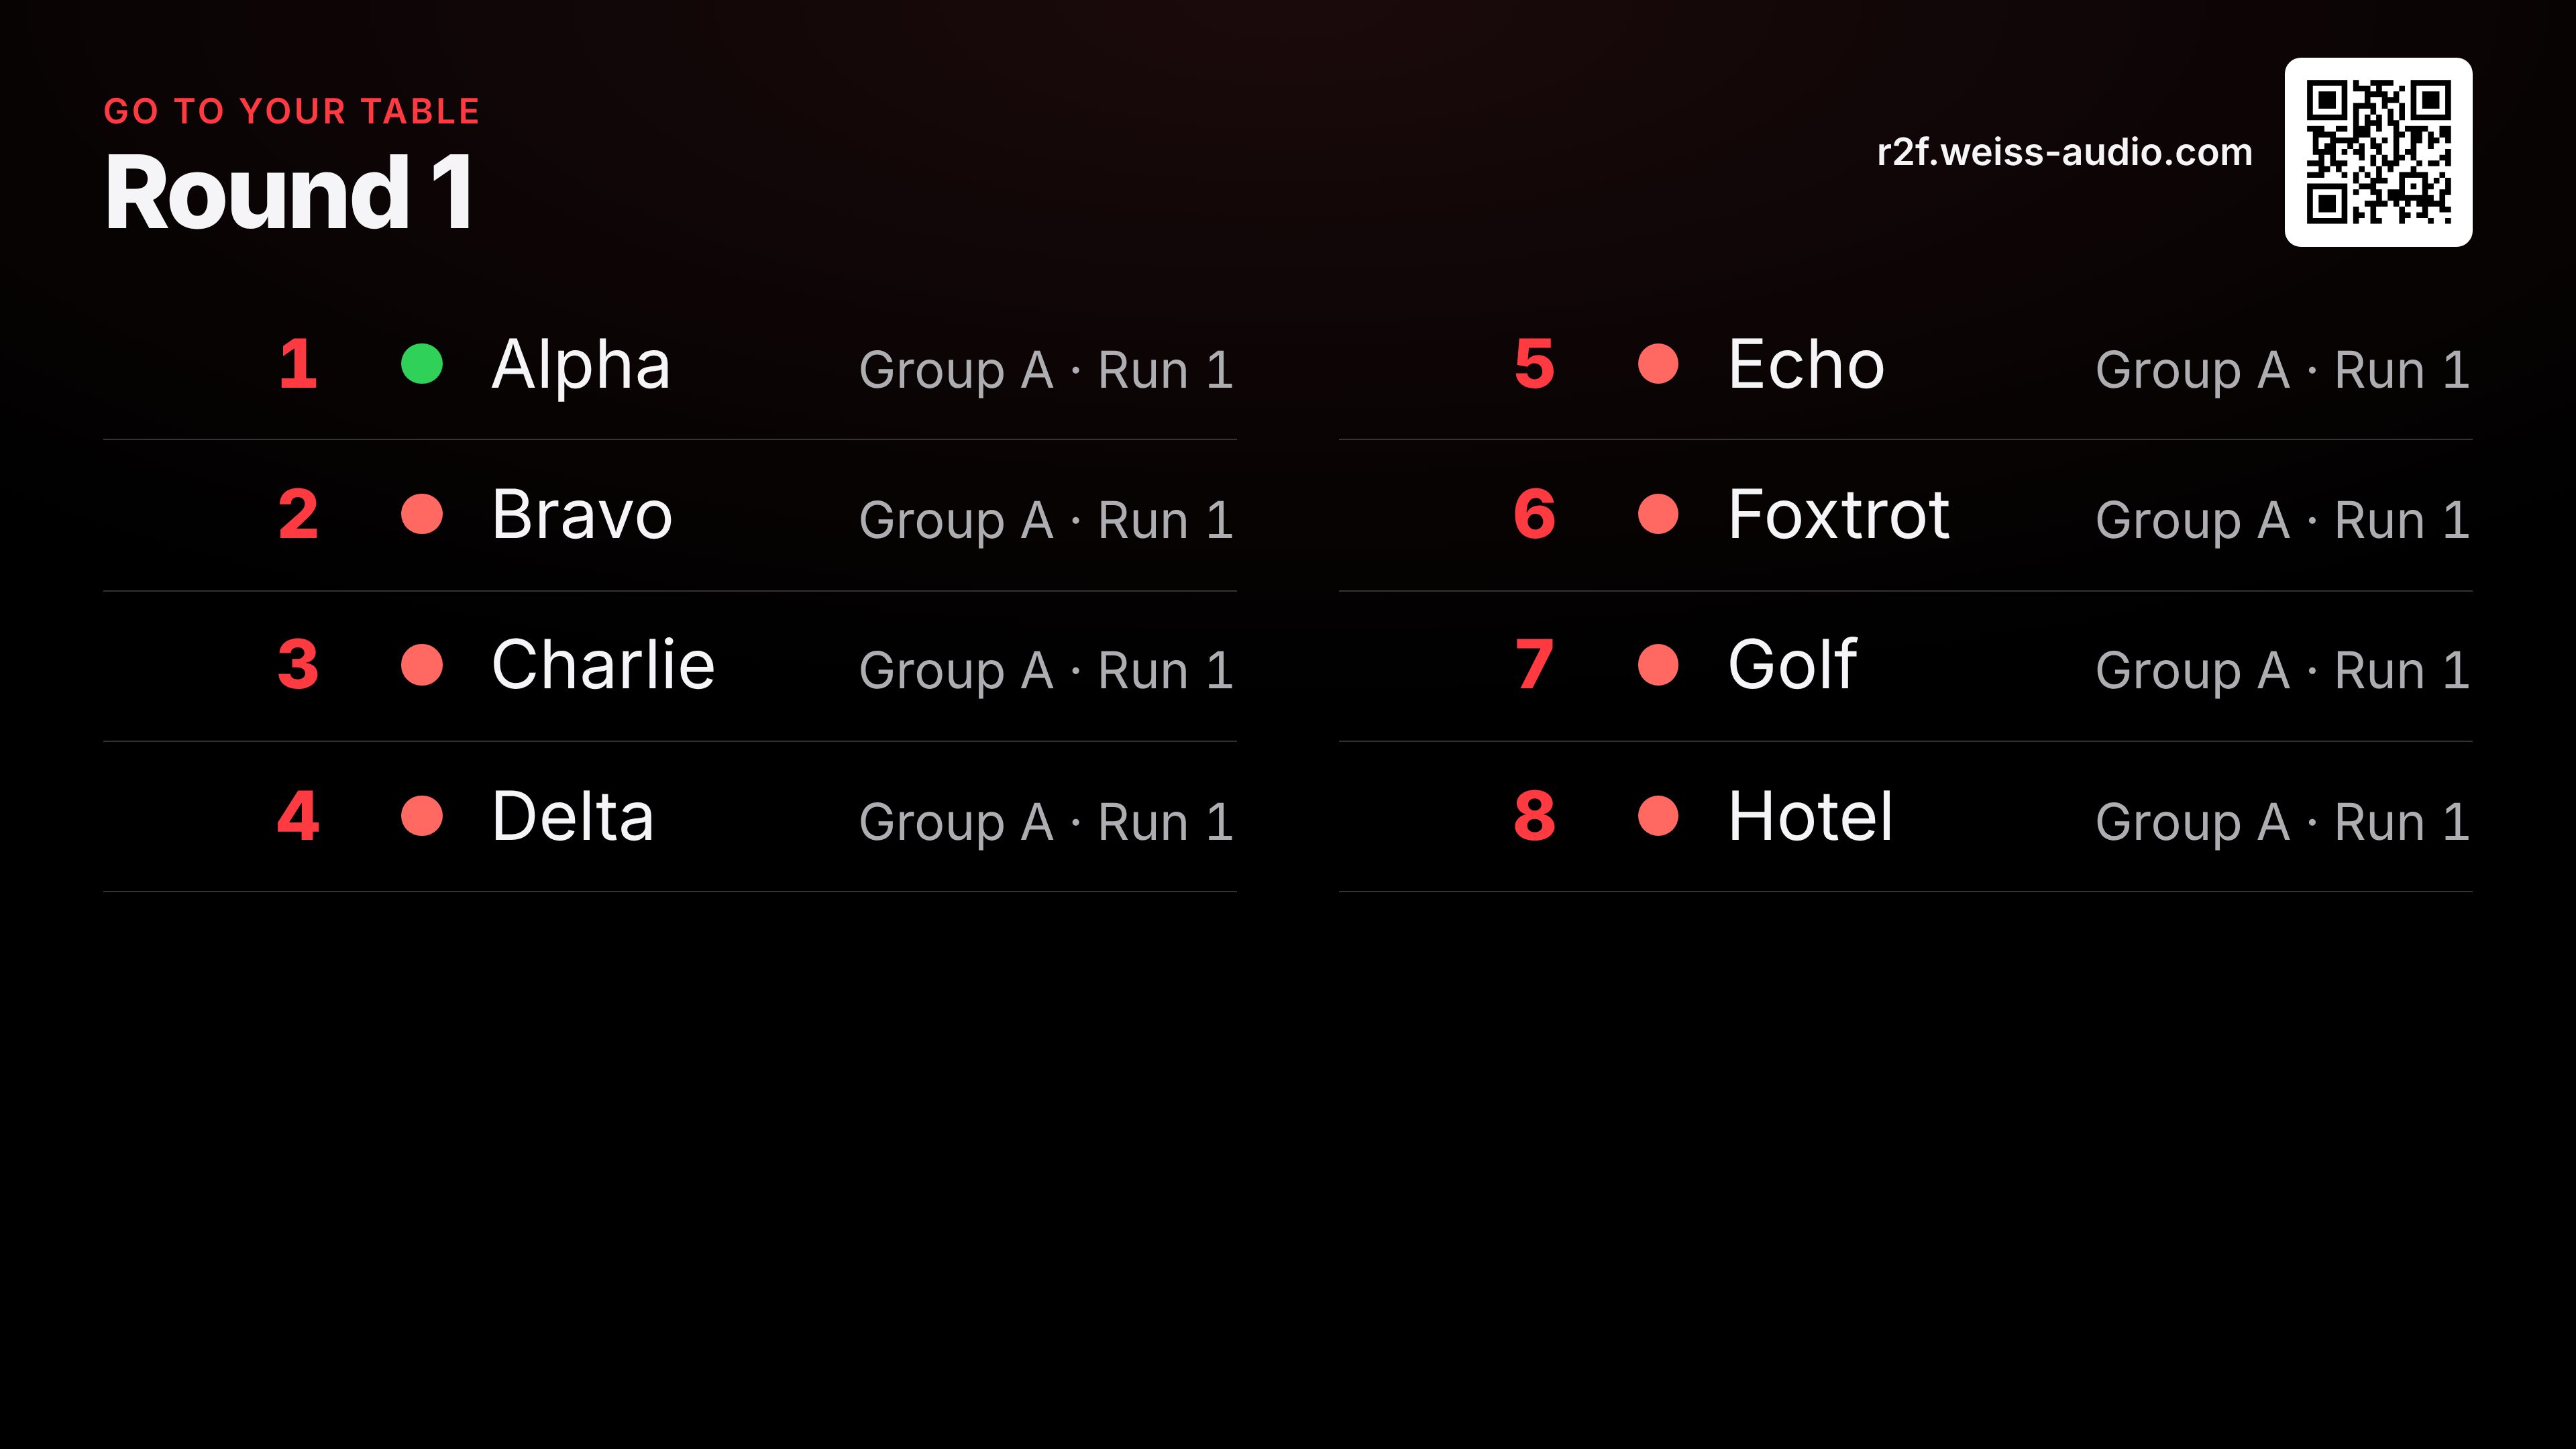 GO TO YOUR TABLE
Round 1
r2f.weiss-audio.com
1 Alpha Group A · Run 1
2 Bravo Group A · Run 1
3 Charlie Group A · Run 1
4 Delta Group A · Run 1
5 Echo Group A · Run 1
6 Foxtrot Group A · Run 1
7 Golf Group A · Run 1
8 Hotel Group A · Run 1